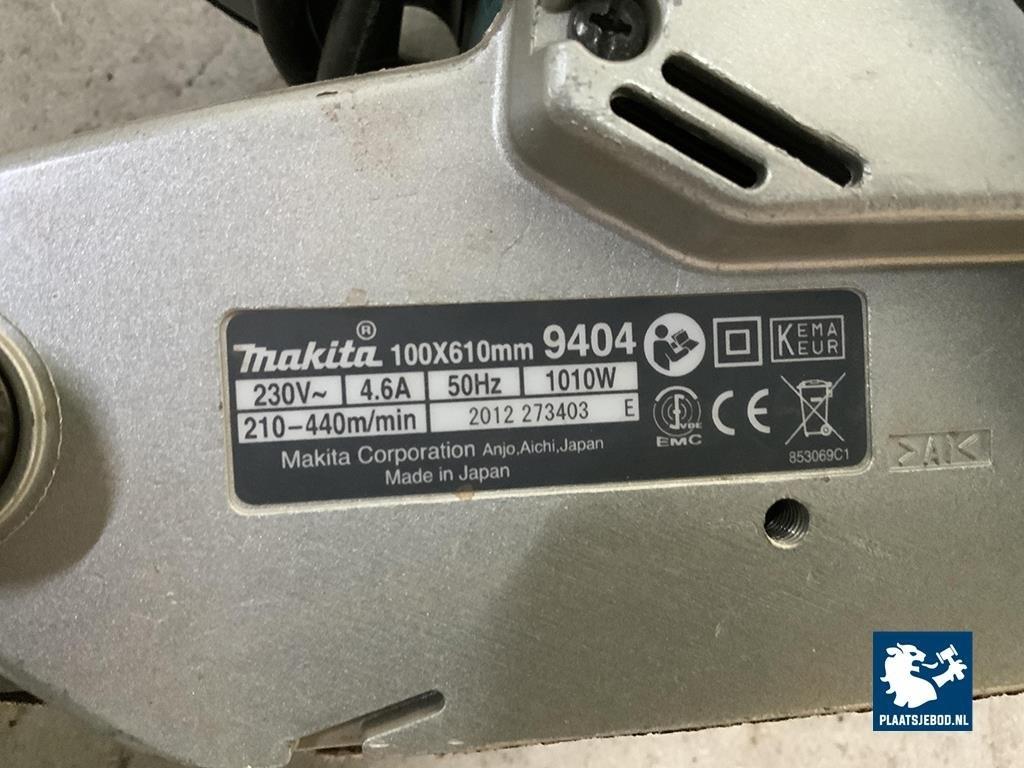 makita® 100X610mm 9404
230V~ 4.6A 50Hz 1010W
210-440m/min 2012 273403 E
Makita Corporation Anjo,Aichi,Japan
Made in Japan
KEMA
KEUR
VDE
EMC
CE
853069C1
>AI<
PLAATSJEBOD.NL